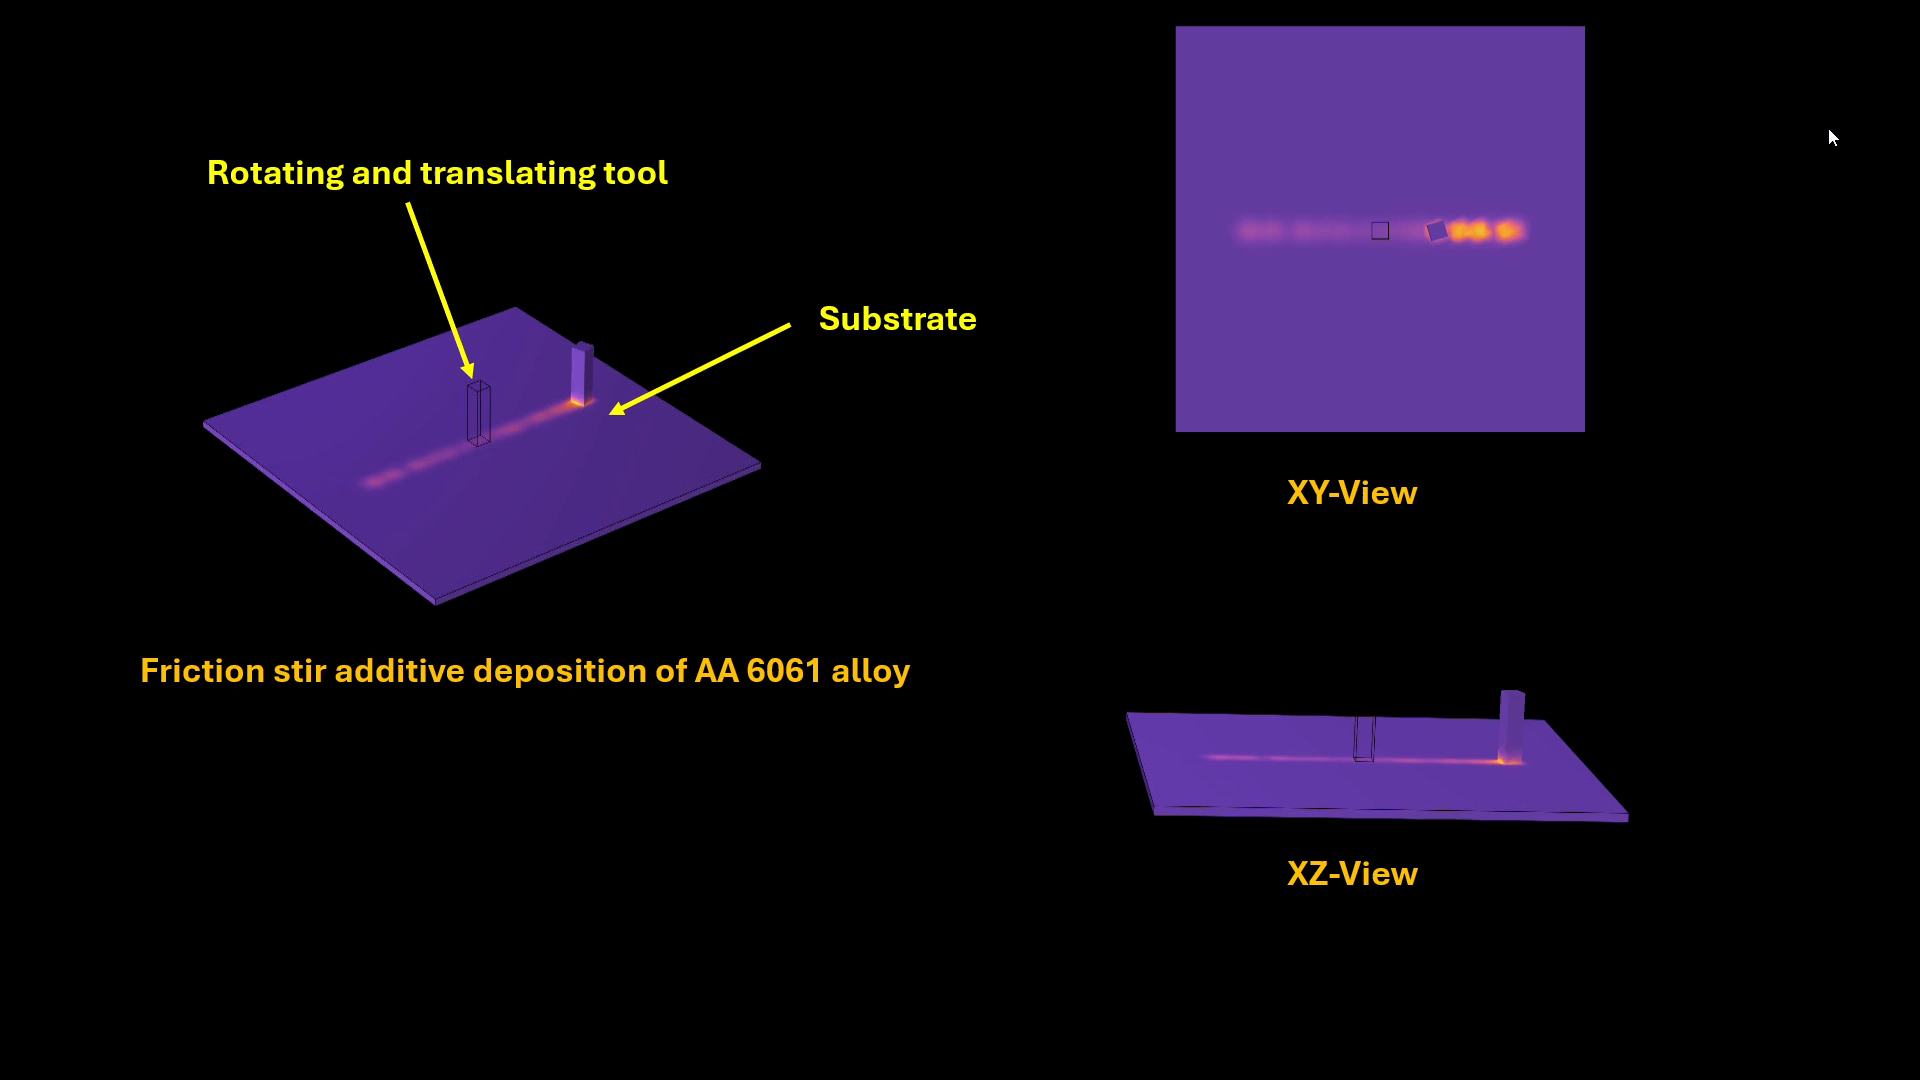 Rotating and translating tool
Substrate
Friction stir additive deposition of AA 6061 alloy
XY-View
XZ-View